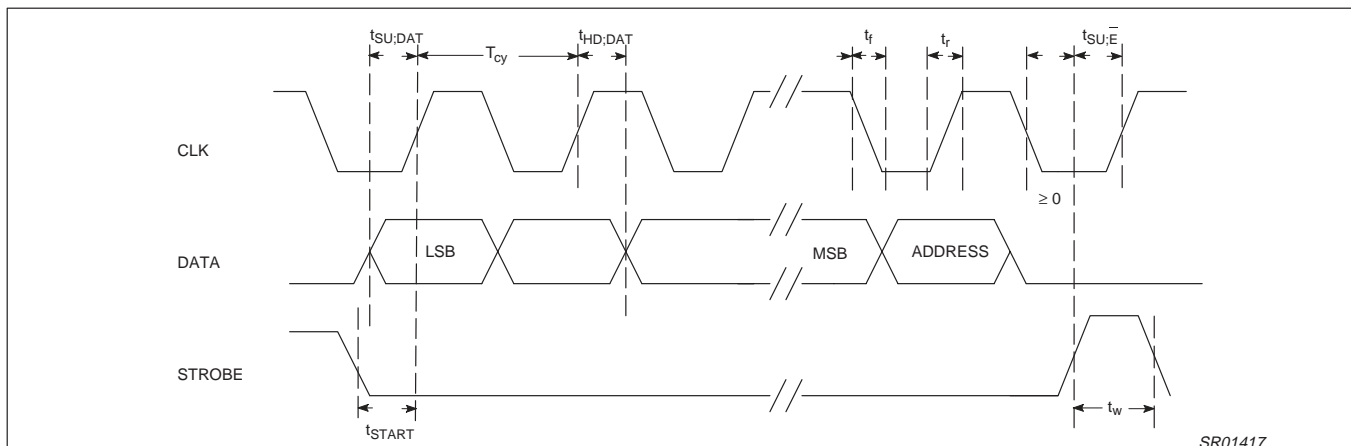 tSU;DAT Tcy tHD;DAT tf tr tSU;E̅
CLK
≥ 0
DATA LSB MSB ADDRESS
STROBE
tSTART tw
SR01417